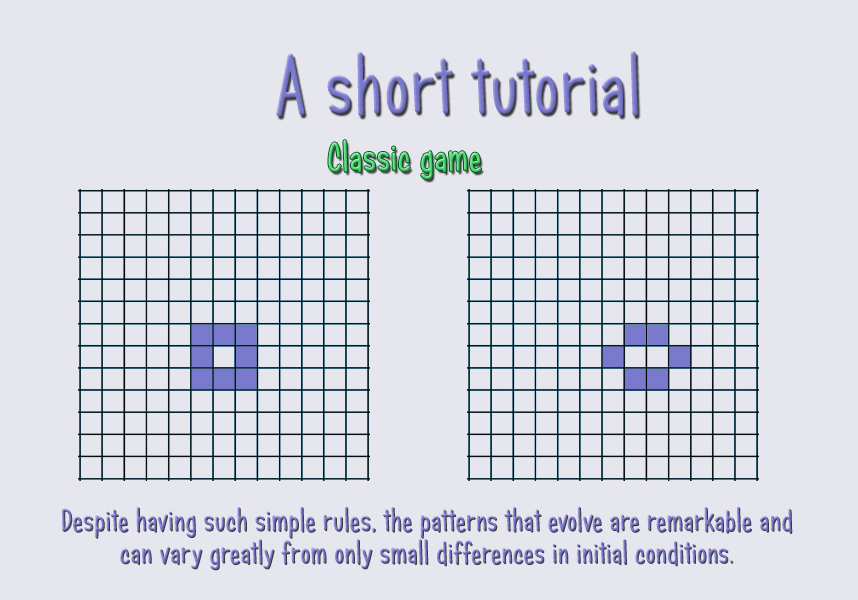 A short tutorial
Classic game
Despite having such simple rules, the patterns that evolve are remarkable and
can vary greatly from only small differences in initial conditions.